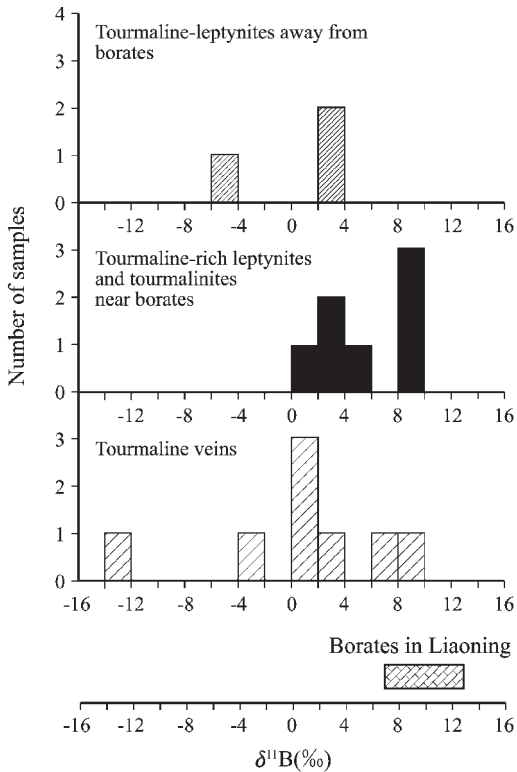 Number of samples
4
Tourmaline-leptynites away from
borates
3
2
1
0
-12 -8 -4 0 4 8 12 16
3
Tourmaline-rich leptynites
and tourmalinites
near borates
2
1
0
-12 -8 -4 0 4 8 12 16
3
Tourmaline veins
2
1
0
-16 -12 -8 -4 0 4 8 12 16
Borates in Liaoning
-16 -12 -8 -4 0 4 8 12 16
δ¹¹B(‰)